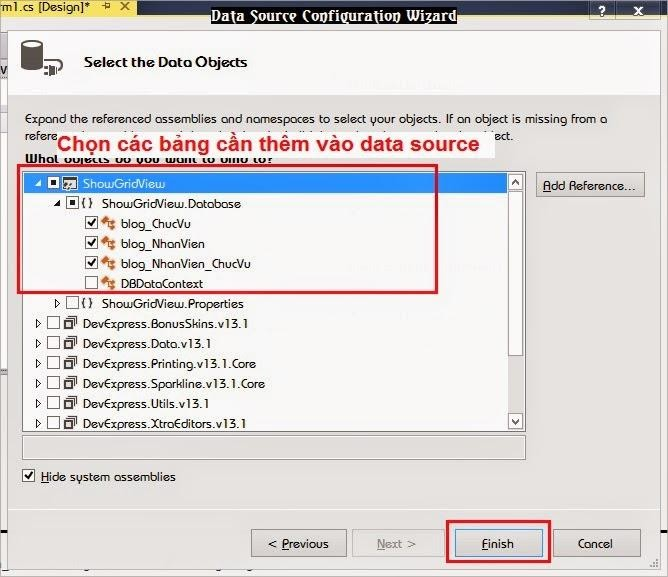 rm1.cs [Design]*
Data Source Configuration Wizard
?
Select the Data Objects
Expand the referenced assemblies and namespaces to select your objects. If an object is missing from a
Chọn các bảng cần thêm vào data source
What objects do you want to bind to?
ShowGridView
Add Reference...
{ } ShowGridView.Database
blog_ChucVu
blog_NhanVien
blog_NhanVien_ChucVu
DBDataContext
{ } ShowGridView.Properties
DevExpress.BonusSkins.v13.1
DevExpress.Data.v13.1
DevExpress.Printing.v13.1.Core
DevExpress.Sparkline.v13.1.Core
DevExpress.Utils.v13.1
DevExpress.XtraEditors.v13.1
Hide system assemblies
< Previous
Next >
Finish
Cancel